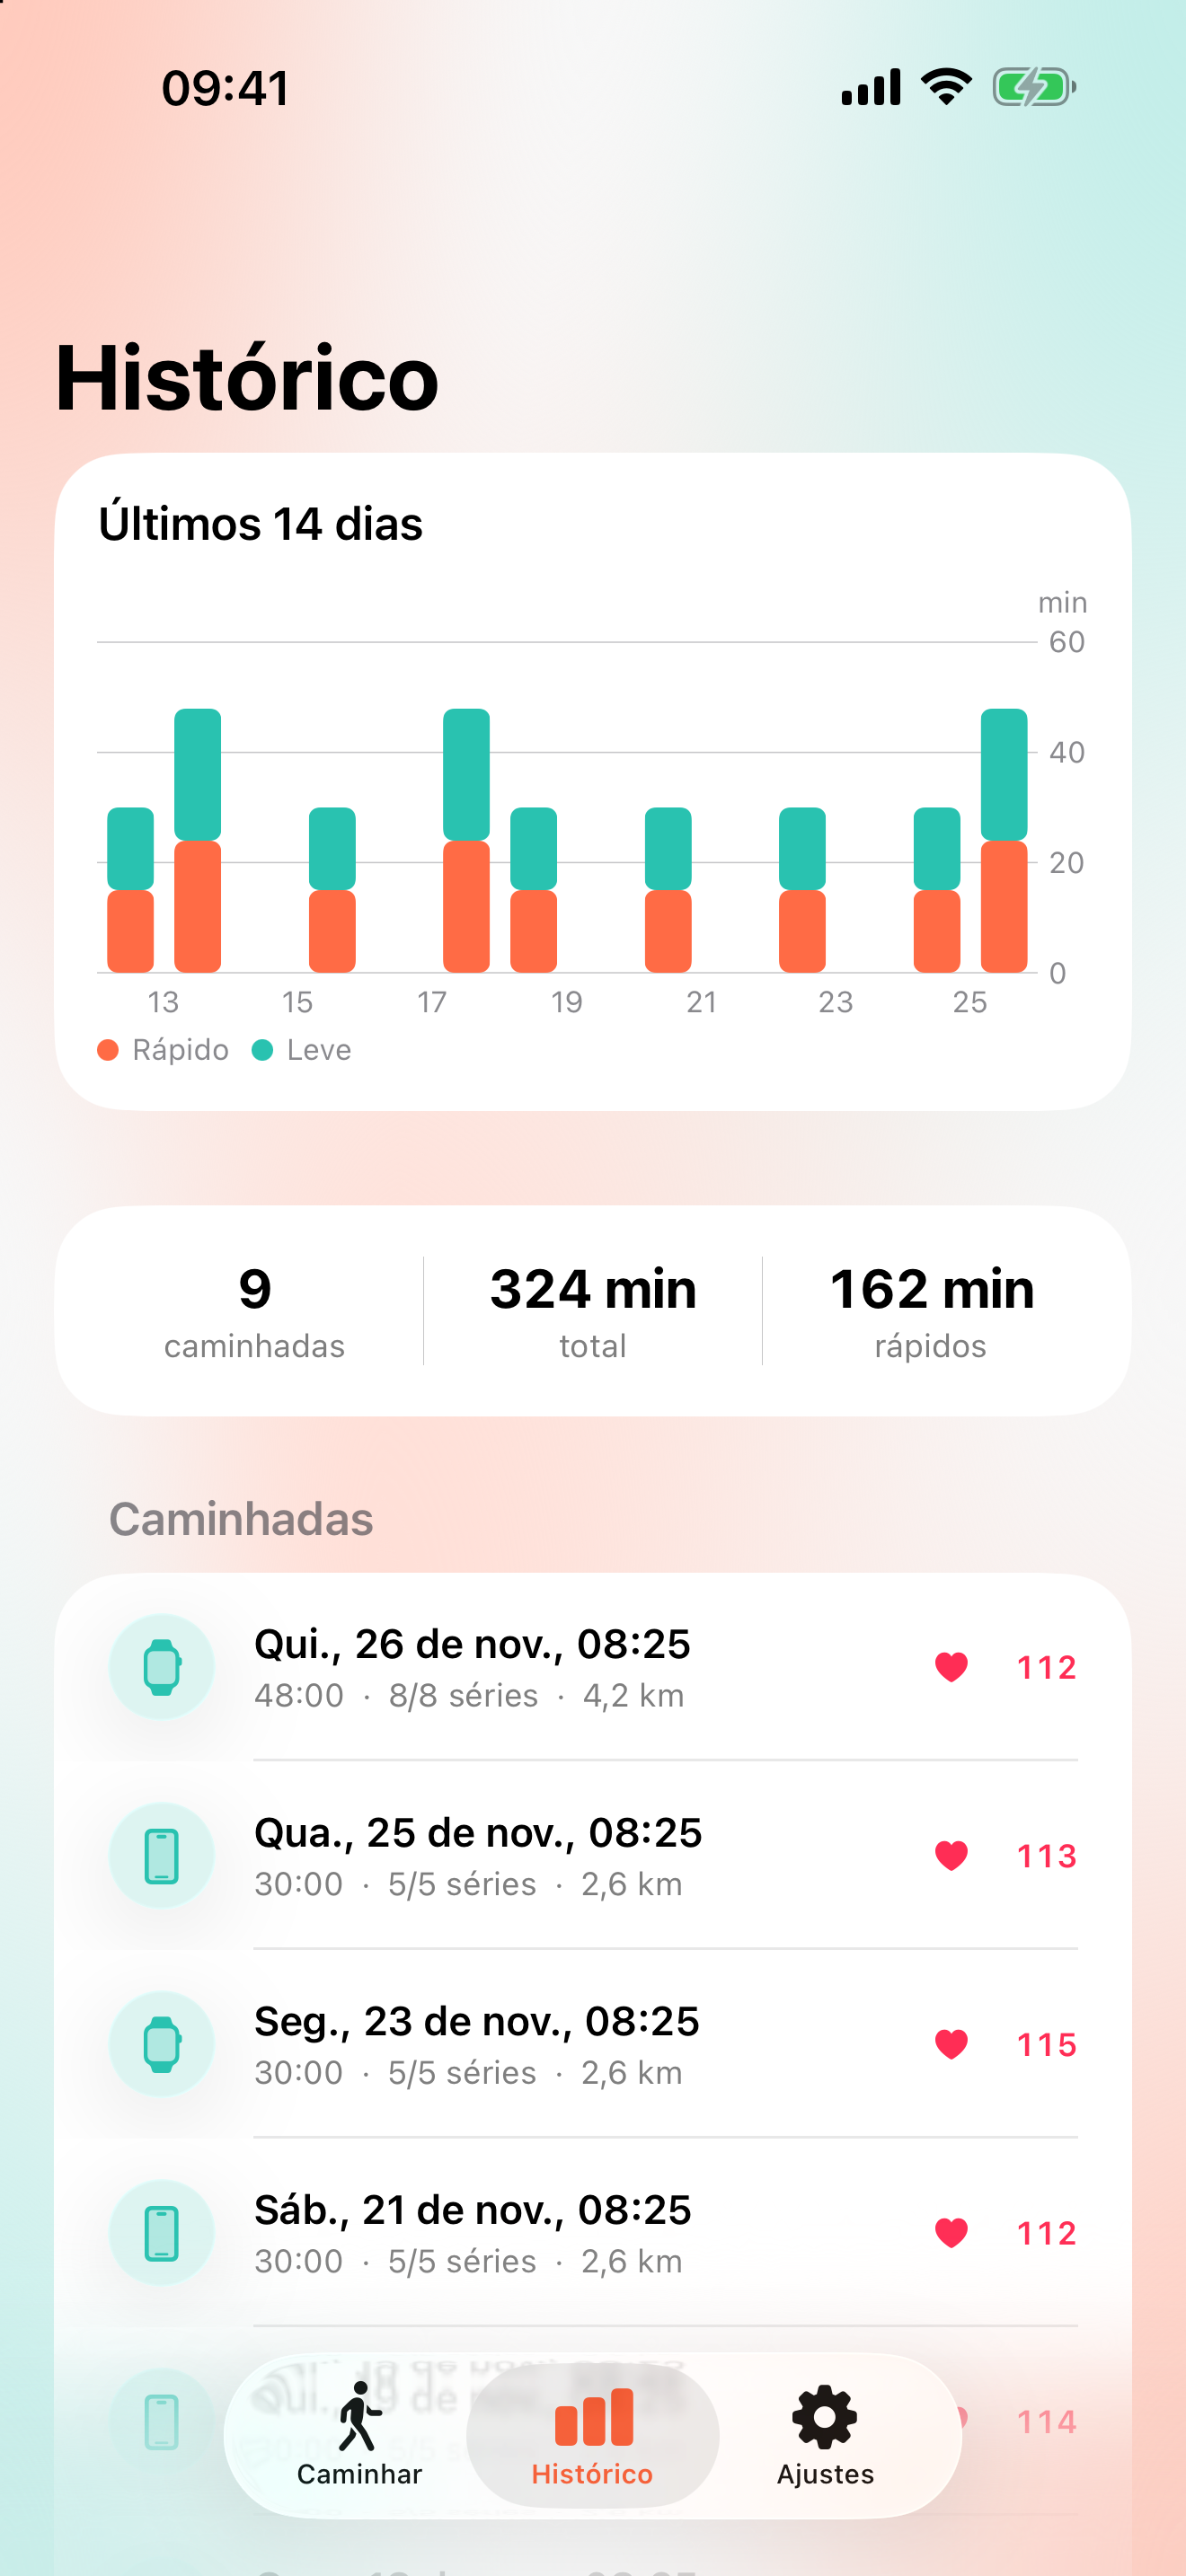 09:41
Histórico
Últimos 14 dias
min
60
40
20
0
13 15 17 19 21 23 25
Rápido Leve
9 324 min 162 min
caminhadas total rápidos
Caminhadas
Qui., 26 de nov., 08:25
48:00 · 8/8 séries · 4,2 km
112
Qua., 25 de nov., 08:25
30:00 · 5/5 séries · 2,6 km
113
Seg., 23 de nov., 08:25
30:00 · 5/5 séries · 2,6 km
115
Sáb., 21 de nov., 08:25
30:00 · 5/5 séries · 2,6 km
112
114
Caminhar Histórico Ajustes